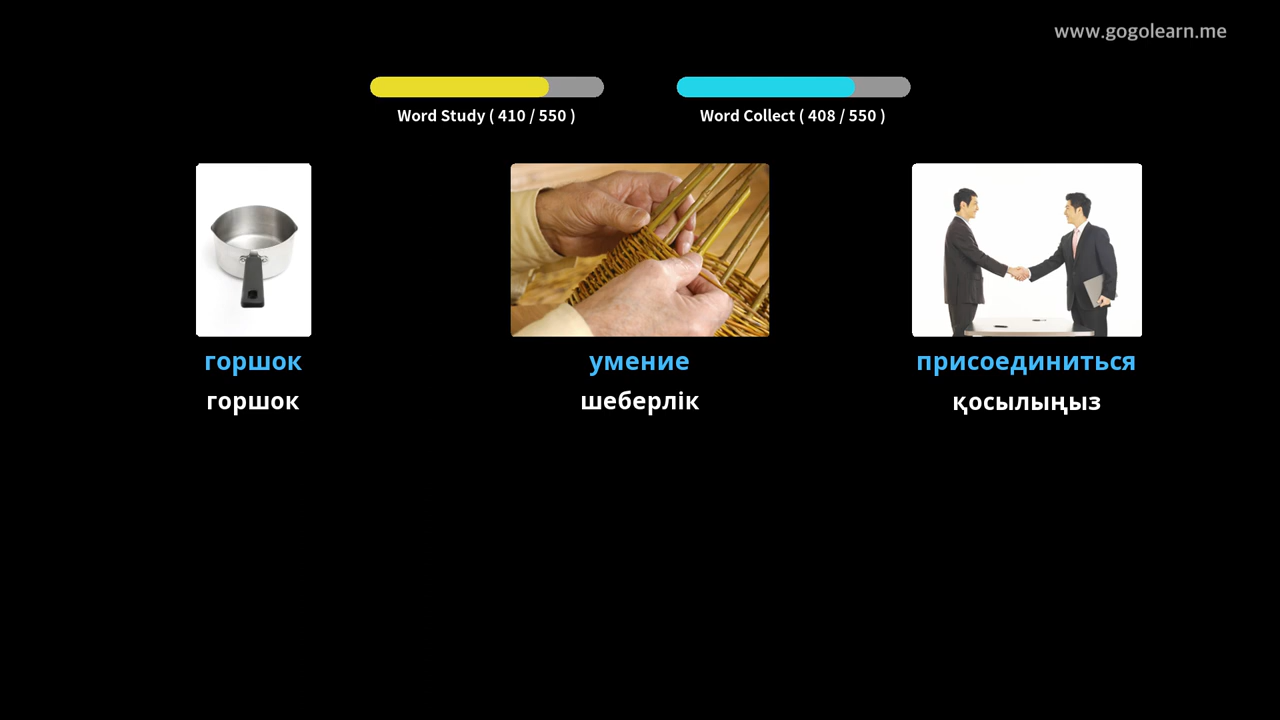 www.gogolearn.me
Word Study ( 410 / 550 )
Word Collect ( 408 / 550 )
горшок
горшок
умение
шеберлік
присоединиться
қосылыңыз